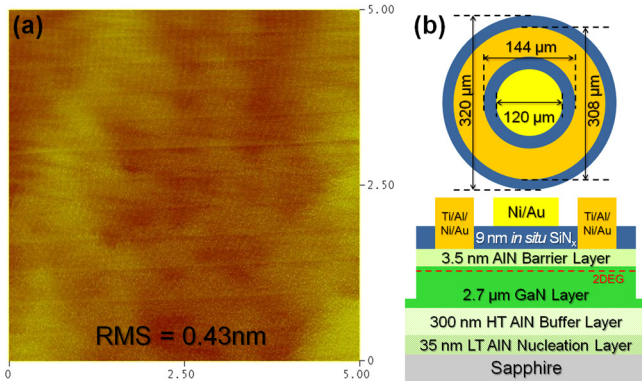 (a)
5.00
2.50
0
0
2.50
5.00
RMS = 0.43nm
(b)
144 µm
320 µm
308 µm
120 µm
Ti/Al/
Ni/Au
Ni/Au
Ti/Al/
Ni/Au
9 nm in situ SiNx
3.5 nm AlN Barrier Layer
2DEG
2.7 µm GaN Layer
300 nm HT AlN Buffer Layer
35 nm LT AlN Nucleation Layer
Sapphire